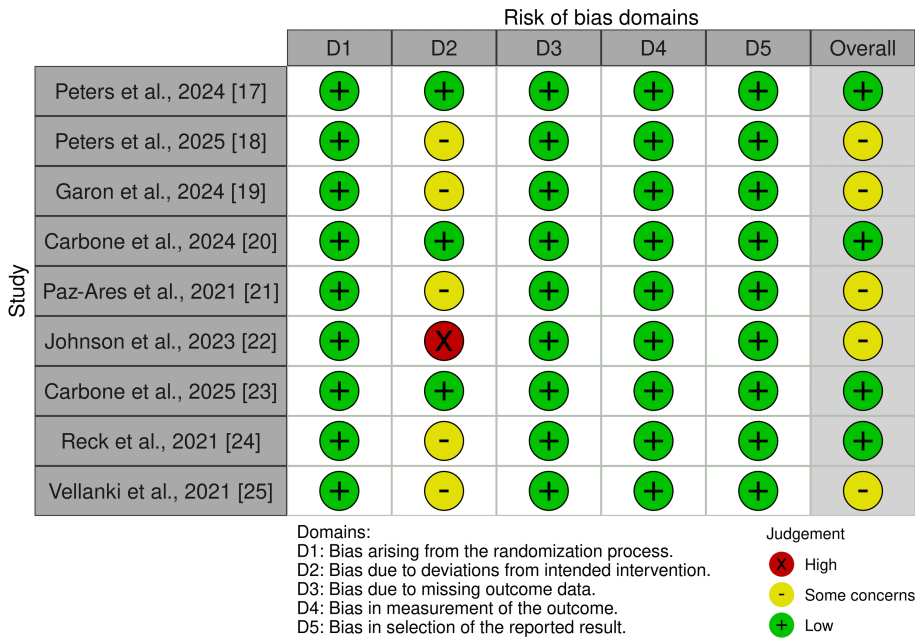 Risk of bias domains
D1 D2 D3 D4 D5 Overall
Study
Peters et al., 2024 [17] + + + + + +
Peters et al., 2025 [18] + - + + + -
Garon et al., 2024 [19] + - + + + -
Carbone et al., 2024 [20] + + + + + +
Paz-Ares et al., 2021 [21] + - + + + -
Johnson et al., 2023 [22] + X + + + -
Carbone et al., 2025 [23] + + + + + +
Reck et al., 2021 [24] + - + + + +
Vellanki et al., 2021 [25] + - + + + -
Domains:
D1: Bias arising from the randomization process.
D2: Bias due to deviations from intended intervention.
D3: Bias due to missing outcome data.
D4: Bias in measurement of the outcome.
D5: Bias in selection of the reported result.
Judgement
X High
- Some concerns
+ Low